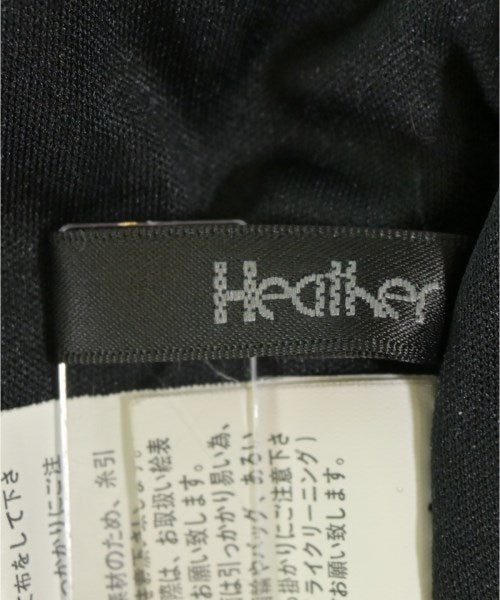 Heather
て布をして下さ
っかかりにご注
素材のため、糸引
際は、お取扱い絵表
お願い致します。
は引っかかり易い為、
袖やバッグ、あるい
掛かりにご注意下さ
ライクリーニング)
お願い致します。